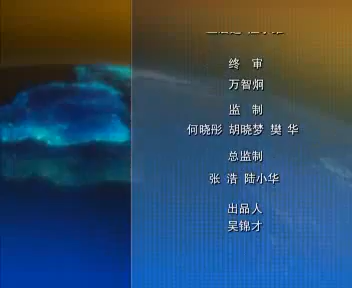 终 审
万智炯
监 制
何晓彤 胡晓梦 樊 华
总监制
张 浩 陆小华
出品人
吴锦才